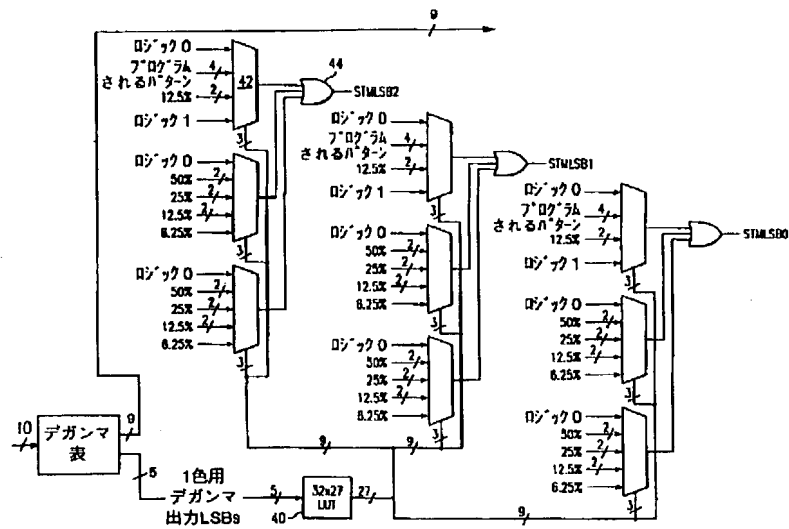 9
ロジック 0
プログラム
されるパターン
4
12.5%
2
ロジック 1
42
44
STMLSB2
3
ロジック 0
50%
2
25%
2
12.5%
2
6.25%
3
ロジック 0
50%
2
25%
2
12.5%
2
6.25%
3
ロジック 0
プログラム
されるパターン
4
12.5%
2
ロジック 1
STMLSB1
3
ロジック 0
50%
2
25%
2
12.5%
2
6.25%
3
ロジック 0
50%
2
25%
2
12.5%
2
6.25%
3
ロジック 0
プログラム
されるパターン
4
12.5%
2
ロジック 1
STMLSB0
3
ロジック 0
50%
2
25%
2
12.5%
2
6.25%
3
ロジック 0
50%
2
25%
2
12.5%
2
6.25%
3
10
デガンマ
表
9
5
1色用
デガンマ
出力LSBs
5
32x27
LUT
40
27
9
9
9